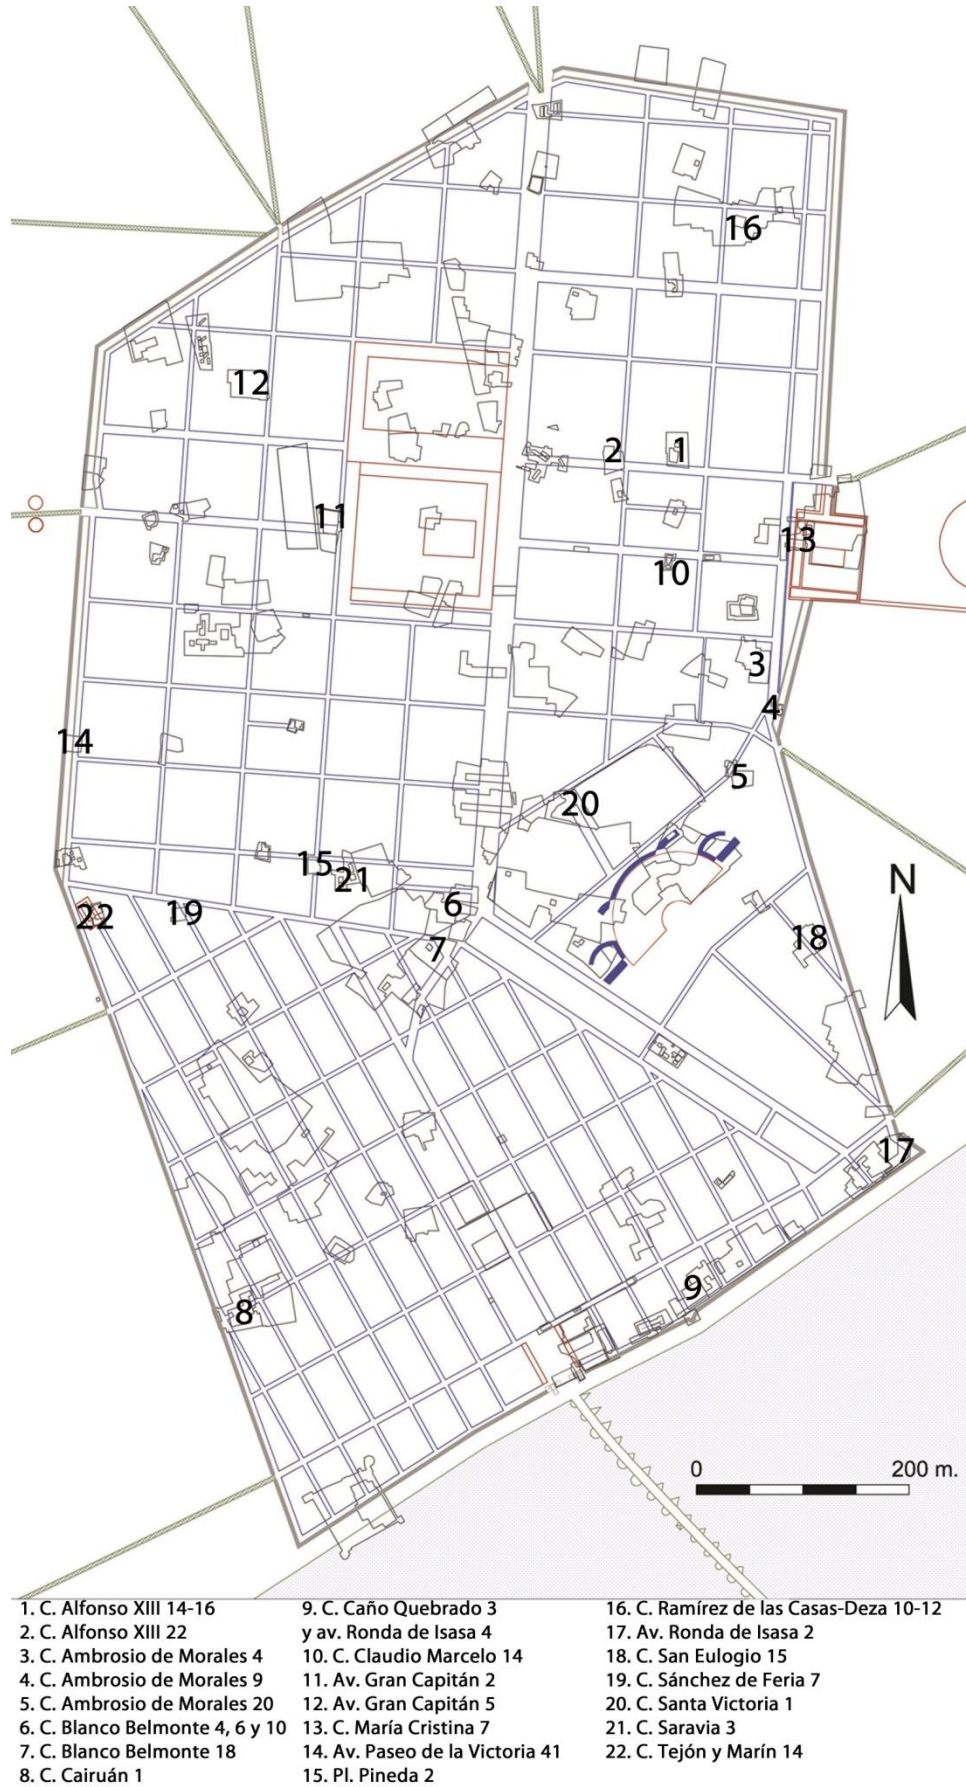 16
12
2
1
11
13
10
3
4
14
5
20
15
21
6
22
19
7
18
N
17
9
8
0 200 m.
1. C. Alfonso XIII 14-16
2. C. Alfonso XIII 22
3. C. Ambrosio de Morales 4
4. C. Ambrosio de Morales 9
5. C. Ambrosio de Morales 20
6. C. Blanco Belmonte 4, 6 y 10
7. C. Blanco Belmonte 18
8. C. Cairuán 1
9. C. Caño Quebrado 3
y av. Ronda de Isasa 4
10. C. Claudio Marcelo 14
11. Av. Gran Capitán 2
12. Av. Gran Capitán 5
13. C. María Cristina 7
14. Av. Paseo de la Victoria 41
15. Pl. Pineda 2
16. C. Ramírez de las Casas-Deza 10-12
17. Av. Ronda de Isasa 2
18. C. San Eulogio 15
19. C. Sánchez de Feria 7
20. C. Santa Victoria 1
21. C. Saravia 3
22. C. Tejón y Marín 14